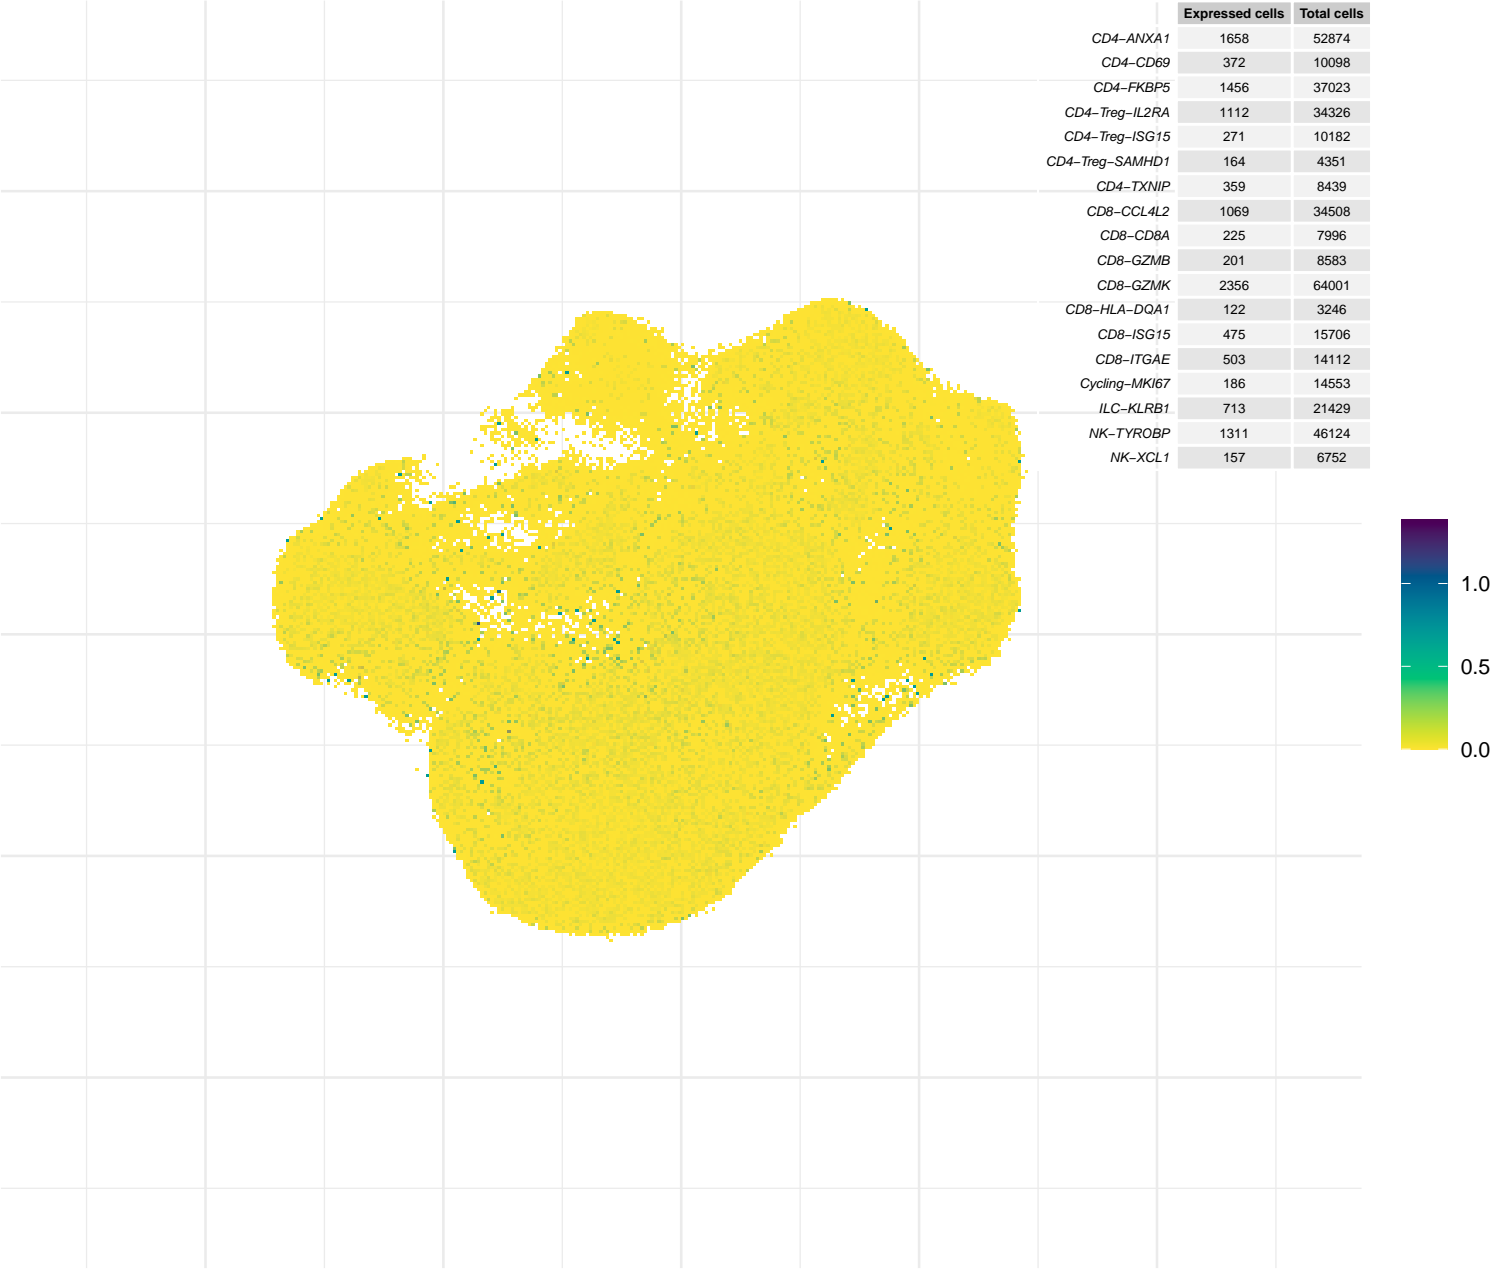 Expressed cells Total cells
CD4−ANXA1 1658 52874
CD4−CD69 372 10098
CD4−FKBP5 1456 37023
CD4−Treg−IL2RA 1112 34326
CD4−Treg−ISG15 271 10182
CD4−Treg−SAMHD1 164 4351
CD4−TXNIP 359 8439
CD8−CCL4L2 1069 34508
CD8−CD8A 225 7996
CD8−GZMB 201 8583
CD8−GZMK 2356 64001
CD8−HLA−DQA1 122 3246
CD8−ISG15 475 15706
CD8−ITGAE 503 14112
Cycling−MKI67 186 14553
ILC−KLRB1 713 21429
NK−TYROBP 1311 46124
NK−XCL1 157 6752
1.0
0.5
0.0